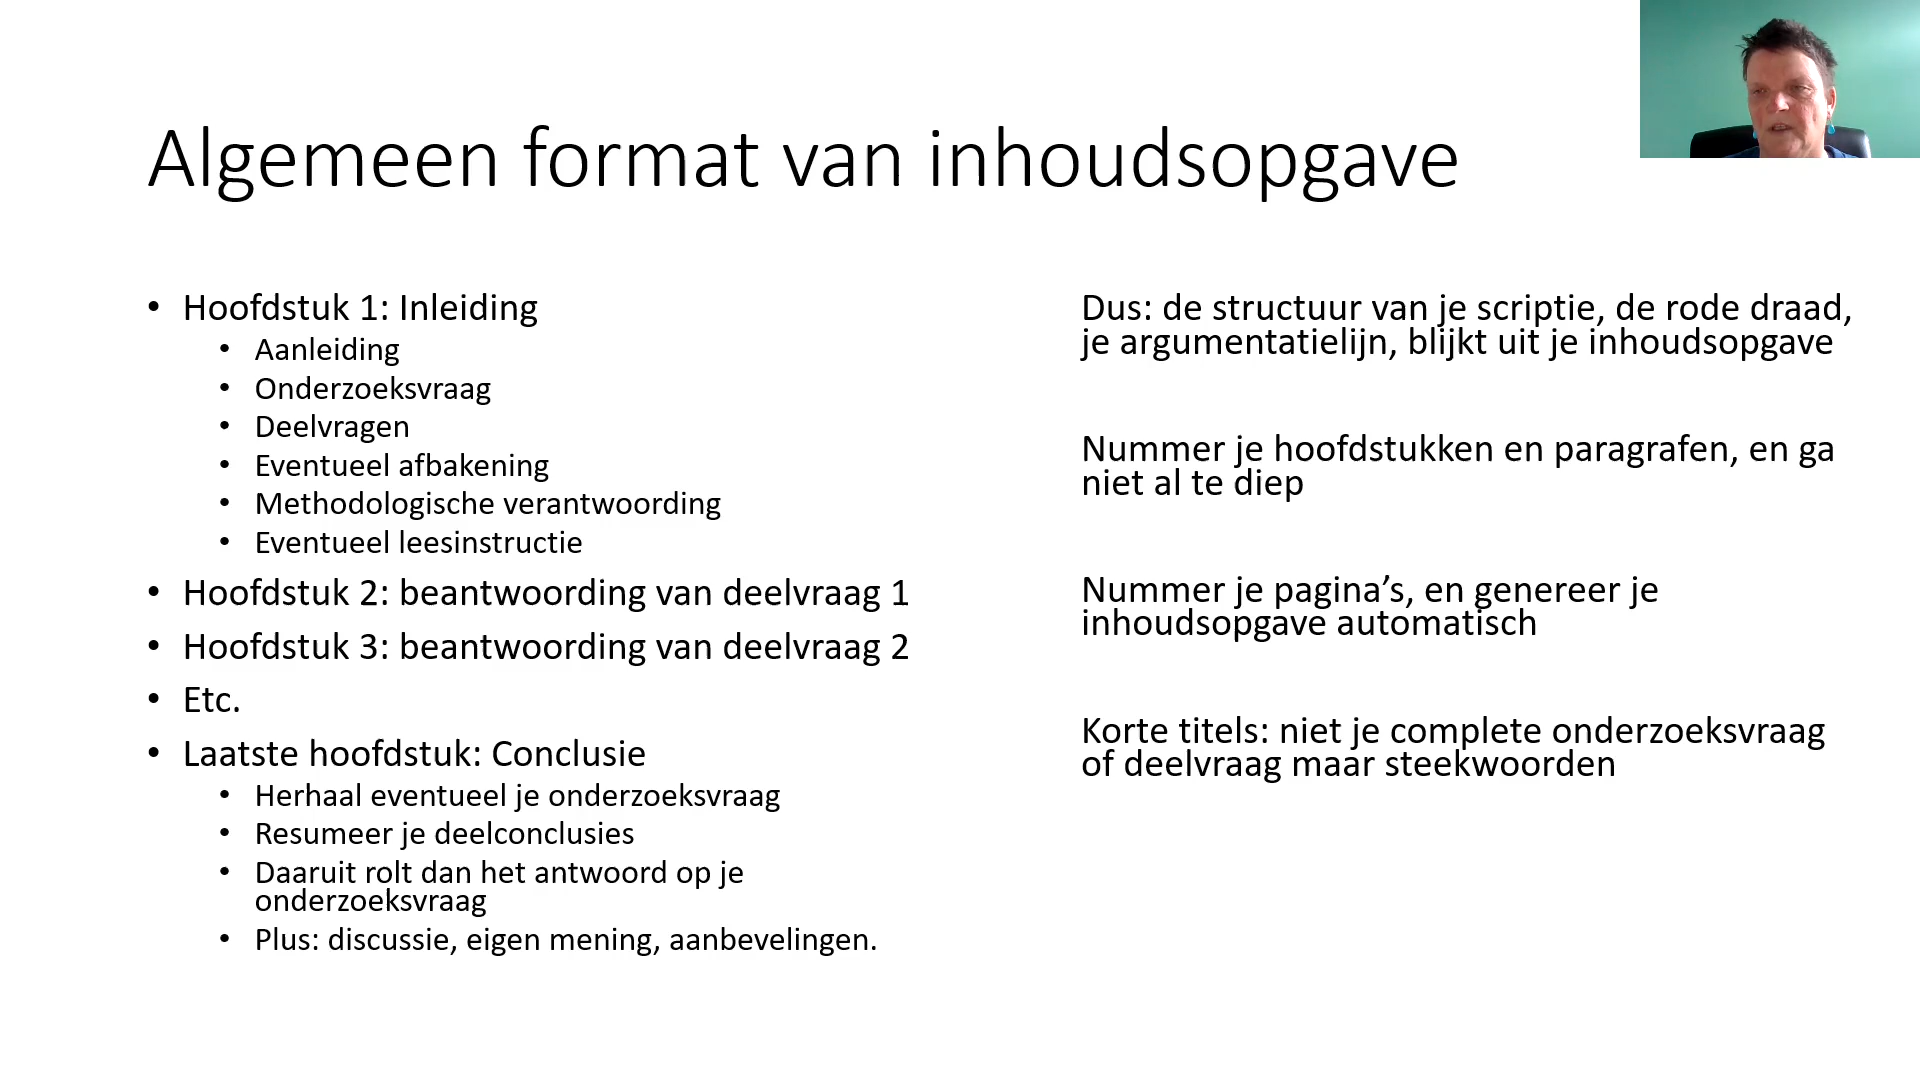 Algemeen format van inhoudsopgave
• Hoofdstuk 1: Inleiding
• Aanleiding
• Onderzoeksvraag
• Deelvragen
• Eventueel afbakening
• Methodologische verantwoording
• Eventueel leesinstructie
• Hoofdstuk 2: beantwoording van deelvraag 1
• Hoofdstuk 3: beantwoording van deelvraag 2
• Etc.
• Laatste hoofdstuk: Conclusie
• Herhaal eventueel je onderzoeksvraag
• Resumeer je deelconclusies
• Daaruit rolt dan het antwoord op je
onderzoeksvraag
• Plus: discussie, eigen mening, aanbevelingen.
Dus: de structuur van je scriptie, de rode draad,
je argumentatielijn, blijkt uit je inhoudsopgave
Nummer je hoofdstukken en paragrafen, en ga
niet al te diep
Nummer je pagina’s, en genereer je
inhoudsopgave automatisch
Korte titels: niet je complete onderzoeksvraag
of deelvraag maar steekwoorden